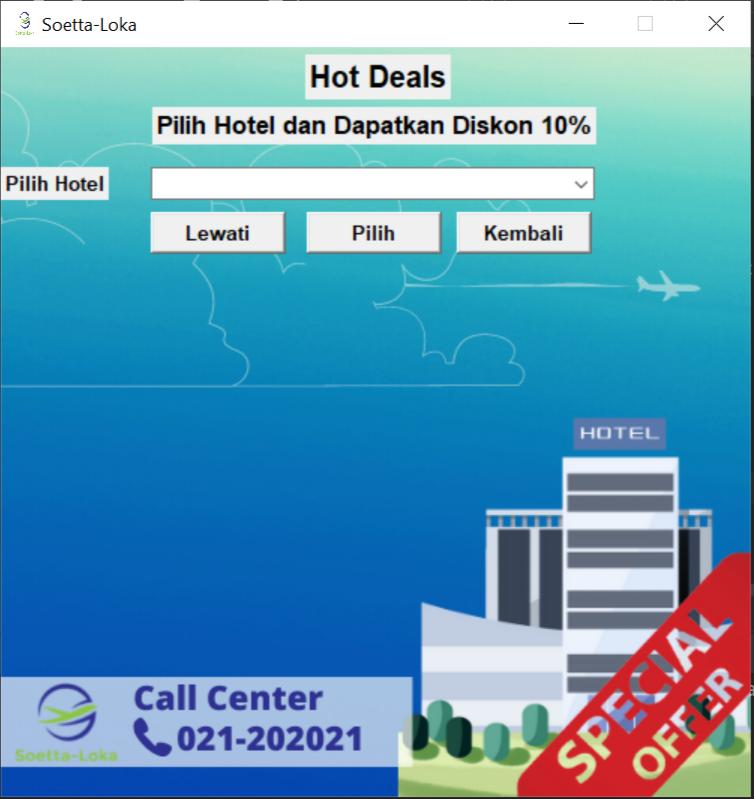 Soetta-Loka
Hot Deals
Pilih Hotel dan Dapatkan Diskon 10%
Pilih Hotel
Lewati Pilih Kembali
HOTEL
SPECIAL
OFFER
Call Center
021-202021
Soetta-Loka